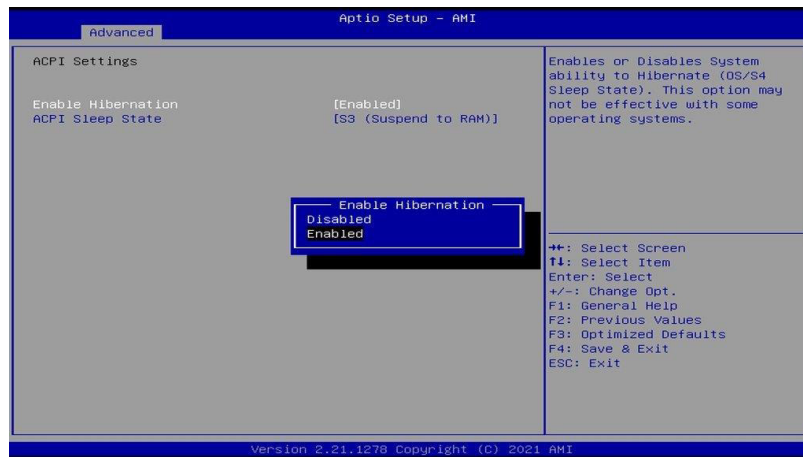 Aptio Setup - AMI
Advanced
ACPI Settings
Enable Hibernation [Enabled]
ACPI Sleep State [S3 (Suspend to RAM)]
Enable Hibernation
Disabled
Enabled
Enables or Disables System
ability to Hibernate (OS/S4
Sleep State). This option may
not be effective with some
operating systems.
→←: Select Screen
↑↓: Select Item
Enter: Select
+/-: Change Opt.
F1: General Help
F2: Previous Values
F3: Optimized Defaults
F4: Save & Exit
ESC: Exit
Version 2.21.1278 Copyright (C) 2021 AMI